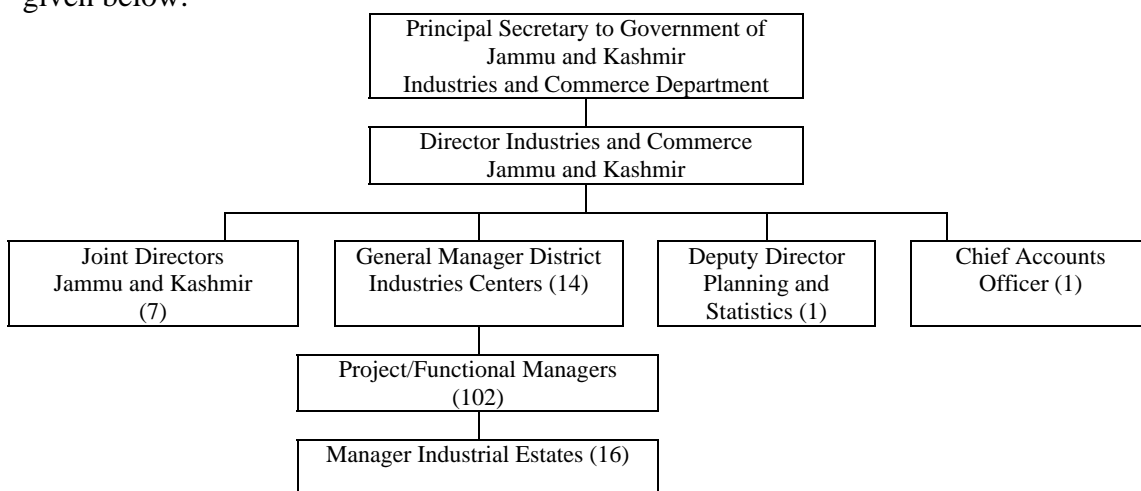 given below:
Principal Secretary to Government of
Jammu and Kashmir
Industries and Commerce Department
Director Industries and Commerce
Jammu and Kashmir
Joint Directors
Jammu and Kashmir
(7)
General Manager District
Industries Centers (14)
Deputy Director
Planning and
Statistics (1)
Chief Accounts
Officer (1)
Project/Functional Managers
(102)
Manager Industrial Estates (16)